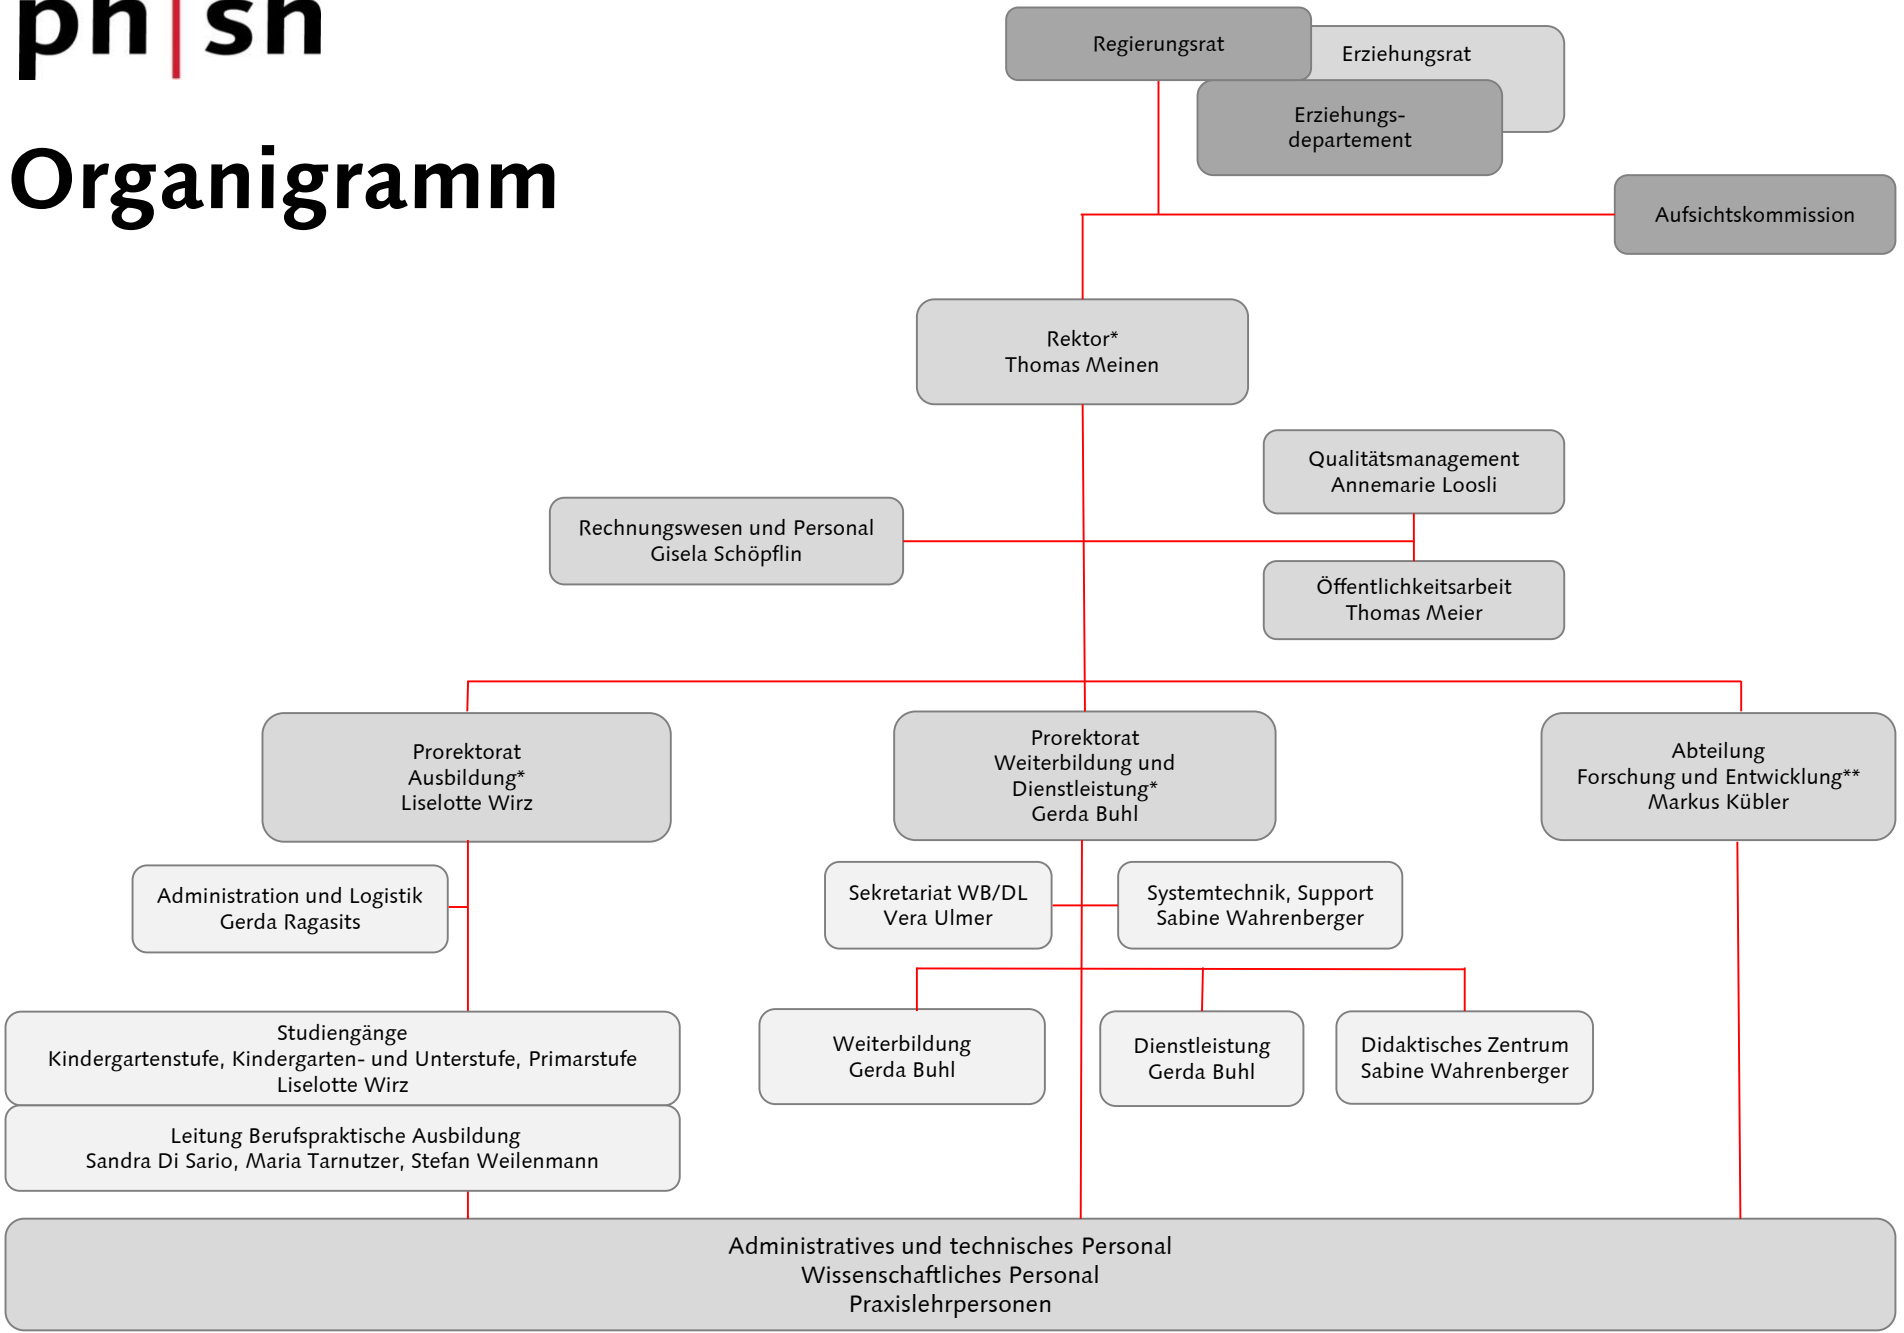 ph|sh
Organigramm
Regierungsrat
Erziehungsrat
Erziehungs-
departement
Aufsichtskommission
Rektor*
Thomas Meinen
Qualitätsmanagement
Annemarie Loosli
Rechnungswesen und Personal
Gisela Schöpflin
Öffentlichkeitsarbeit
Thomas Meier
Prorektorat
Ausbildung*
Liselotte Wirz
Prorektorat
Weiterbildung und
Dienstleistung*
Gerda Buhl
Abteilung
Forschung und Entwicklung**
Markus Kübler
Administration und Logistik
Gerda Ragasits
Sekretariat WB/DL
Vera Ulmer
Systemtechnik, Support
Sabine Wahrenberger
Studiengänge
Kindergartenstufe, Kindergarten- und Unterstufe, Primarstufe
Liselotte Wirz
Weiterbildung
Gerda Buhl
Dienstleistung
Gerda Buhl
Didaktisches Zentrum
Sabine Wahrenberger
Leitung Berufspraktische Ausbildung
Sandra Di Sario, Maria Tarnutzer, Stefan Weilenmann
Administratives und technisches Personal
Wissenschaftliches Personal
Praxislehrpersonen